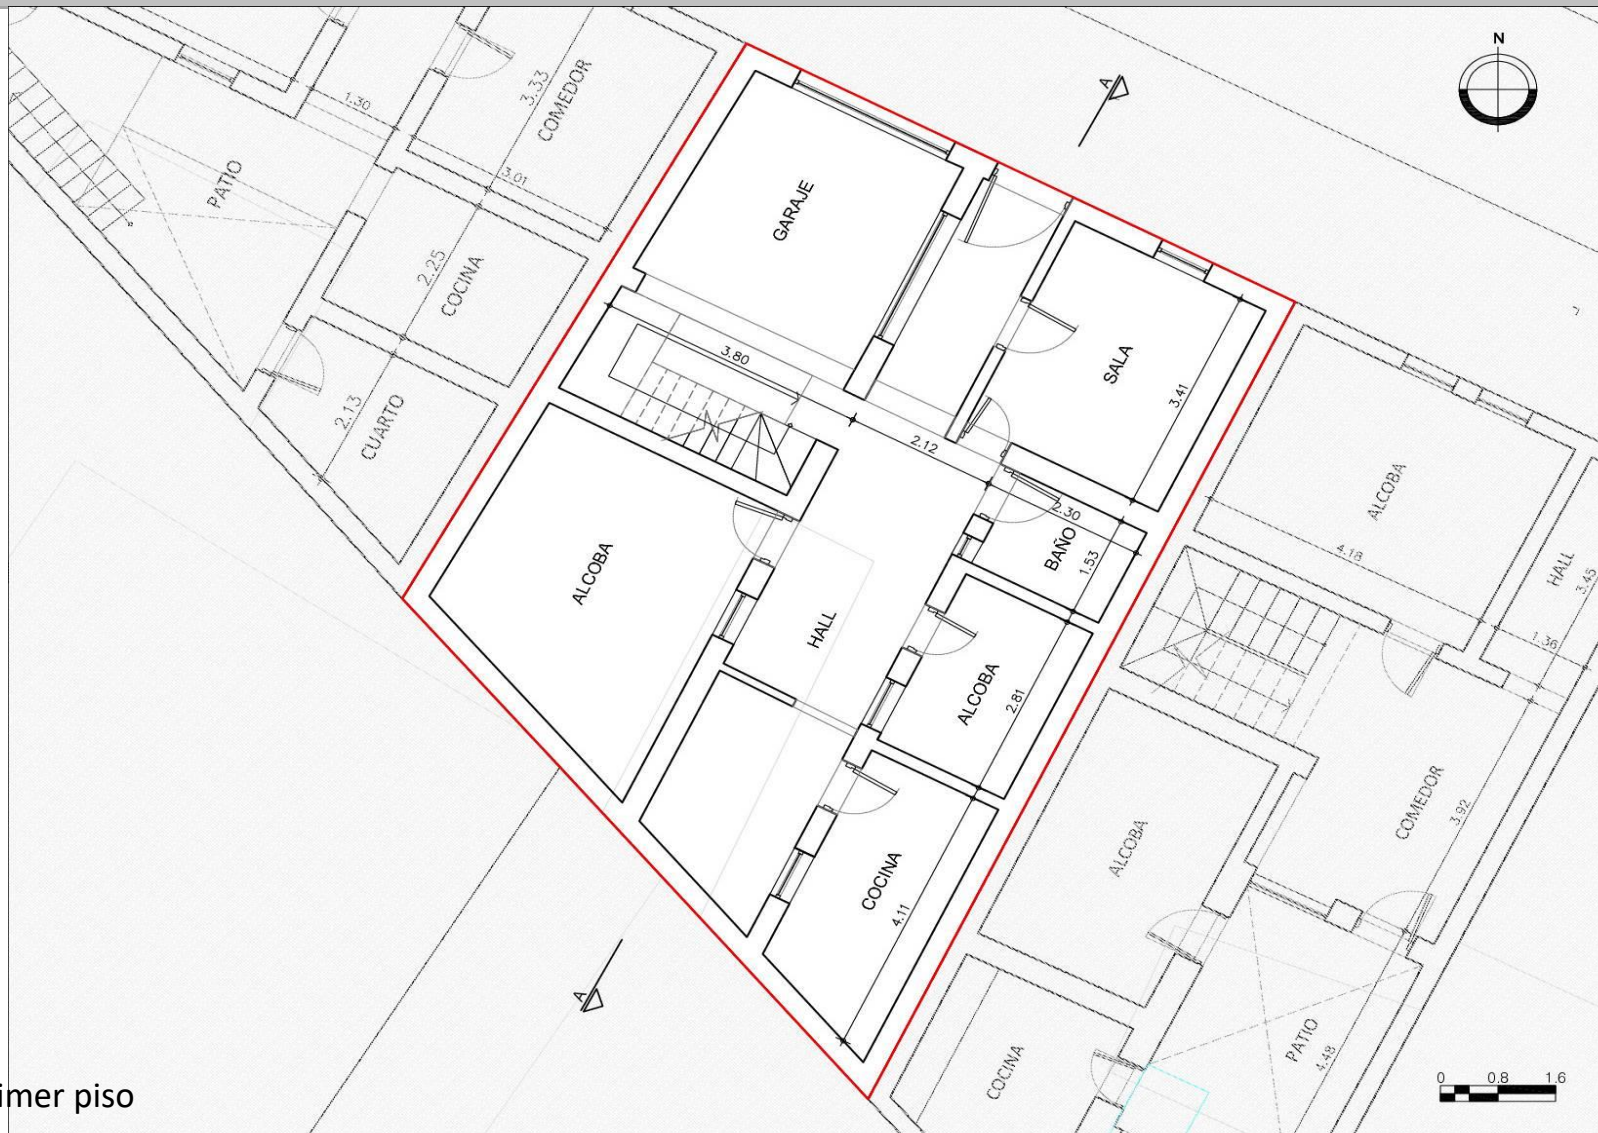 N
A
1.30
3.33
COMEDOR
3.01
PATIO
2.25
COCINA
2.13
CUARTO
GARAJE
3.80
2.12
SALA
3.41
2.30
BAÑO
1.53
ALCOBA
HALL
ALCOBA
2.81
COCINA
4.11
ALCOBA
4.18
HALL
3.45
1.36
ALCOBA
COMEDOR
3.92
COCINA
PATIO
4.48
A
0 0.8 1.6
imer piso